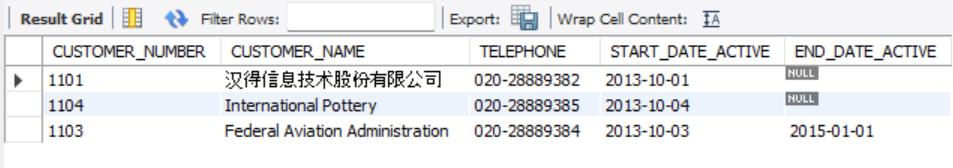 Result Grid Filter Rows: Export: Wrap Cell Content: IA
CUSTOMER_NUMBER CUSTOMER_NAME TELEPHONE START_DATE_ACTIVE END_DATE_ACTIVE
1101 汉得信息技术股份有限公司 020-28889382 2013-10-01 NULL
1104 International Pottery 020-28889385 2013-10-04 NULL
1103 Federal Aviation Administration 020-28889384 2013-10-03 2015-01-01